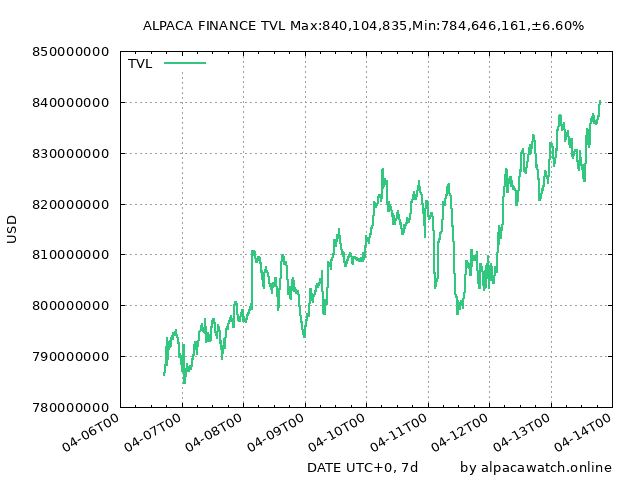 ALPACA FINANCE TVL Max:840,104,835,Min:784,646,161,±6.60%
850000000
TVL
840000000
830000000
820000000
USD
810000000
800000000
790000000
780000000
04-06T00
04-07T00
04-08T00
04-09T00
04-10T00
04-11T00
04-12T00
04-13T00
04-14T00
DATE UTC+0, 7d
by alpacawatch.online